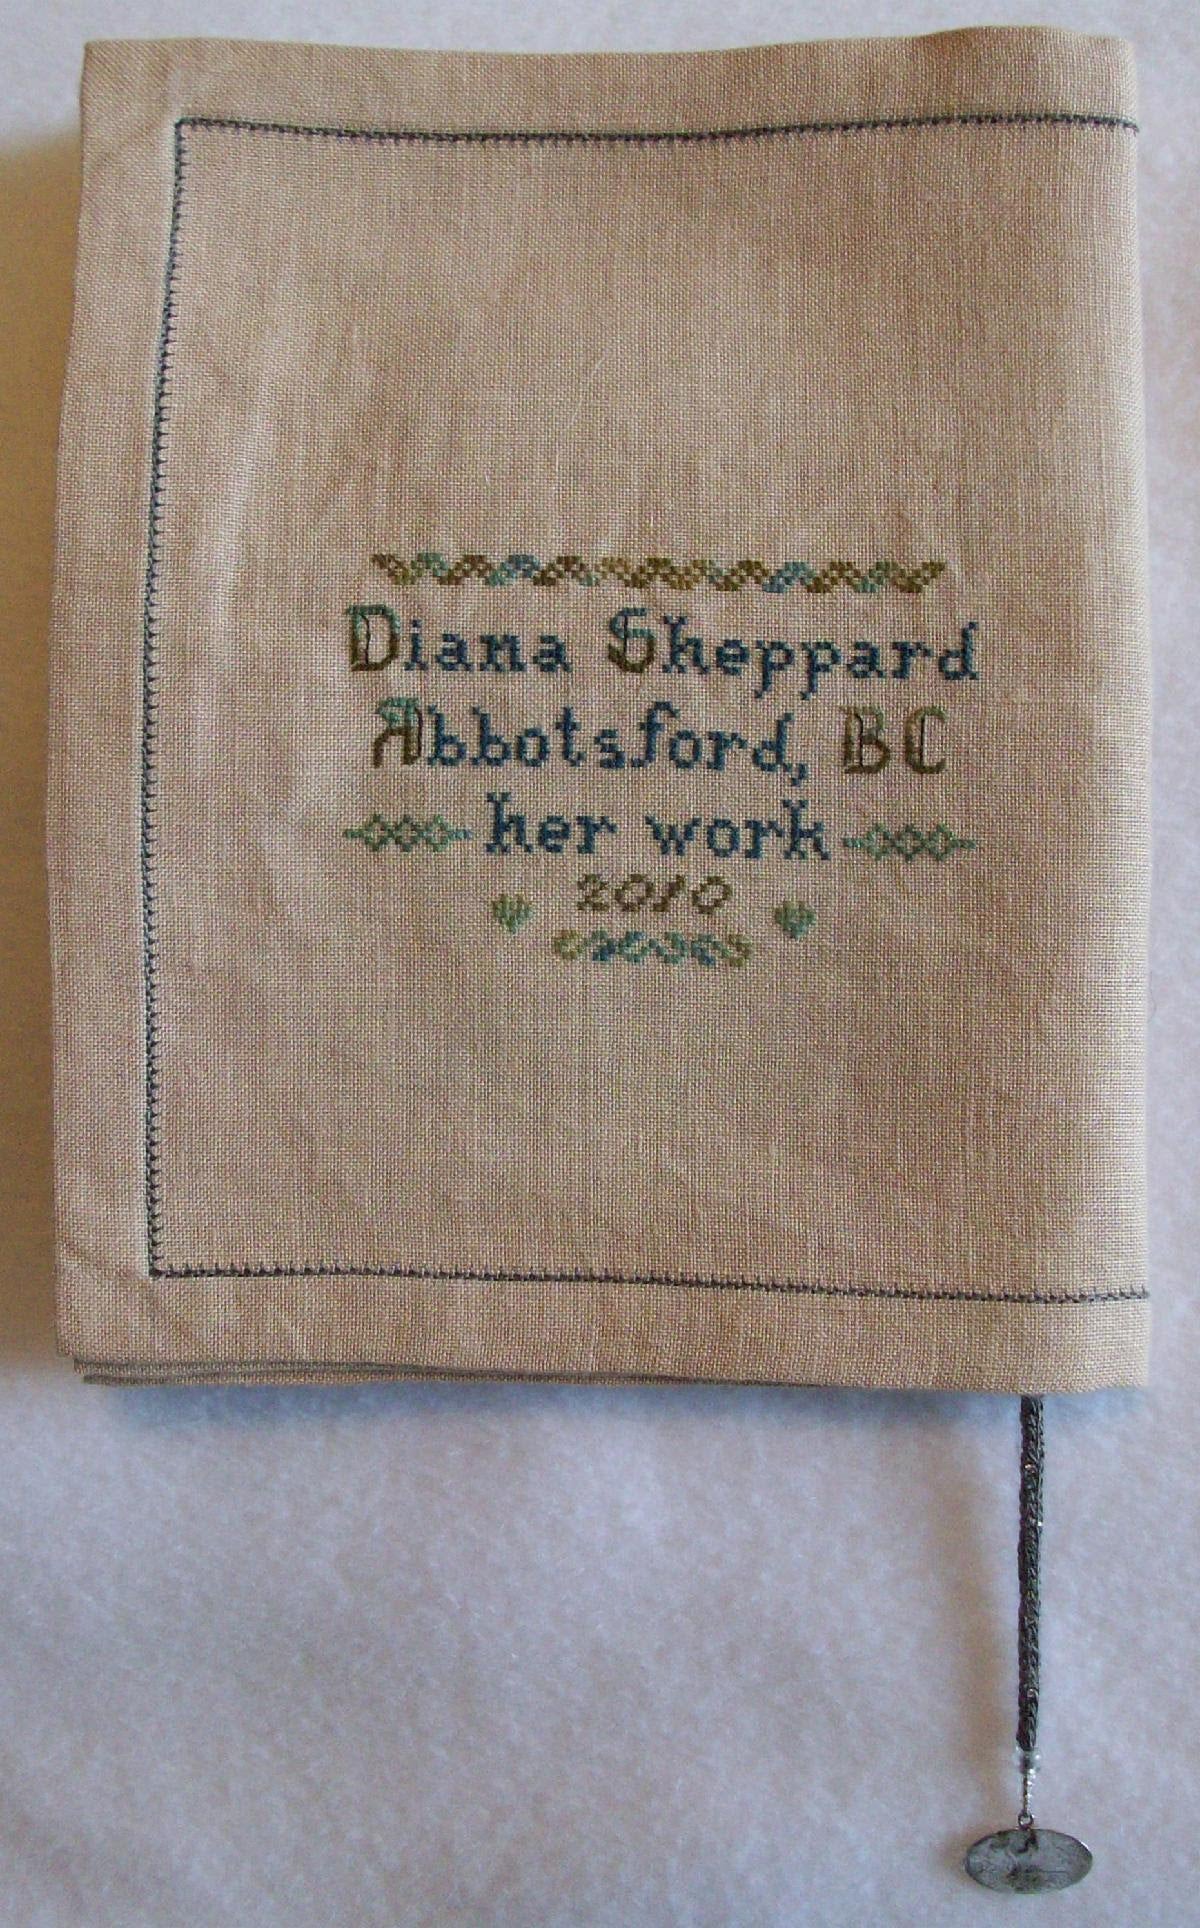 Diana Sheppard
Abbotsford, BC
her work
2010